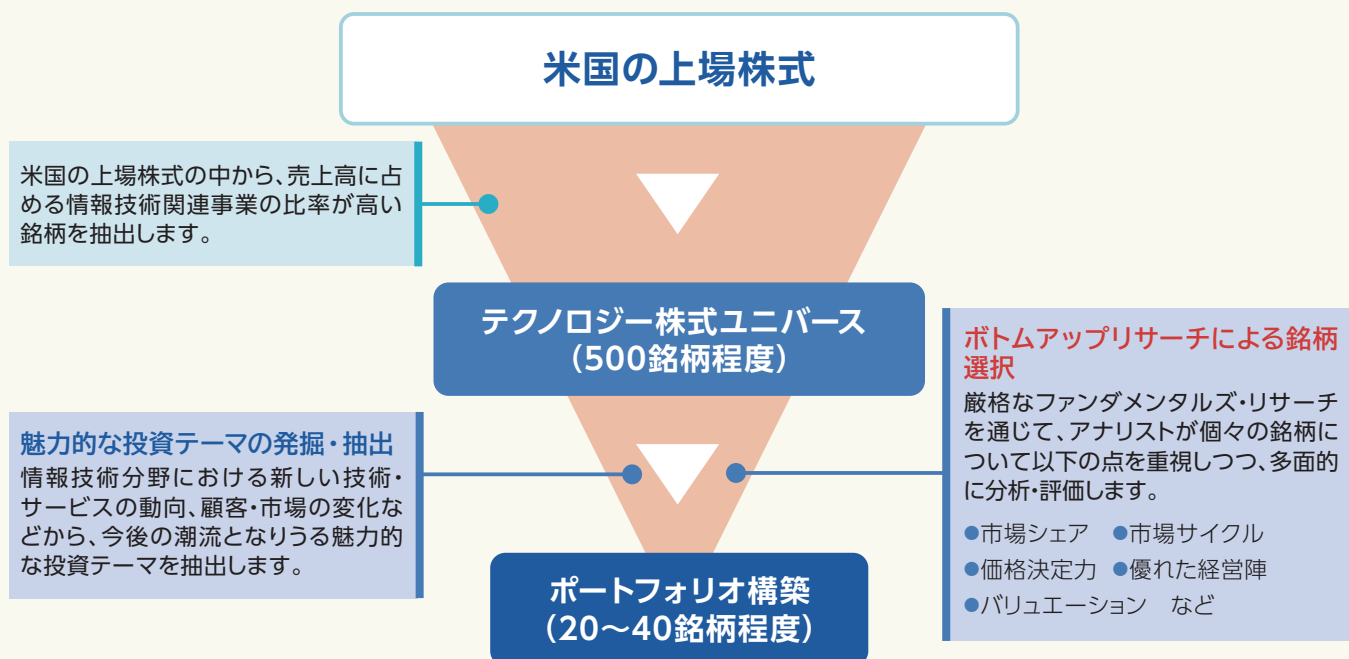 米国の上場株式
米国の上場株式の中から、売上高に占
める情報技術関連事業の比率が高い
銘柄を抽出します。
テクノロジー株式ユニバース
(500銘柄程度)
魅力的な投資テーマの発掘・抽出
情報技術分野における新しい技術・
サービスの動向、顧客・市場の変化な
どから、今後の潮流となりうる魅力的
な投資テーマを抽出します。
ボトムアップリサーチによる銘柄
選択
厳格なファンダメンタルズ・リサーチ
を通じて、アナリストが個々の銘柄に
ついて以下の点を重視しつつ、多面的
に分析・評価します。
●市場シェア ●市場サイクル
●価格決定力 ●優れた経営陣
●バリュエーション など
ポートフォリオ構築
(20～40銘柄程度)